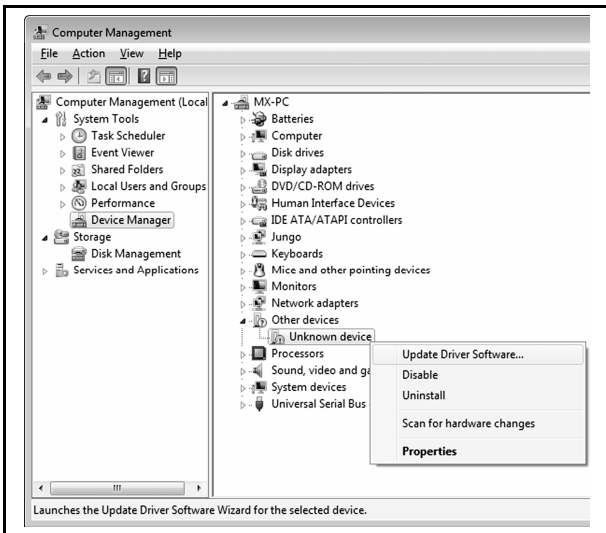 Computer Management
File Action View Help
Computer Management (Local
System Tools
Task Scheduler
Event Viewer
Shared Folders
Local Users and Groups
Performance
Device Manager
Storage
Disk Management
Services and Applications
MX-PC
Batteries
Computer
Disk drives
Display adapters
DVD/CD-ROM drives
Human Interface Devices
IDE ATA/ATAPI controllers
Jungo
Keyboards
Mice and other pointing devices
Monitors
Network adapters
Other devices
Unknown device
Processors
Sound, video and ga
System devices
Universal Serial Bus
Update Driver Software...
Disable
Uninstall
Scan for hardware changes
Properties
Launches the Update Driver Software Wizard for the selected device.